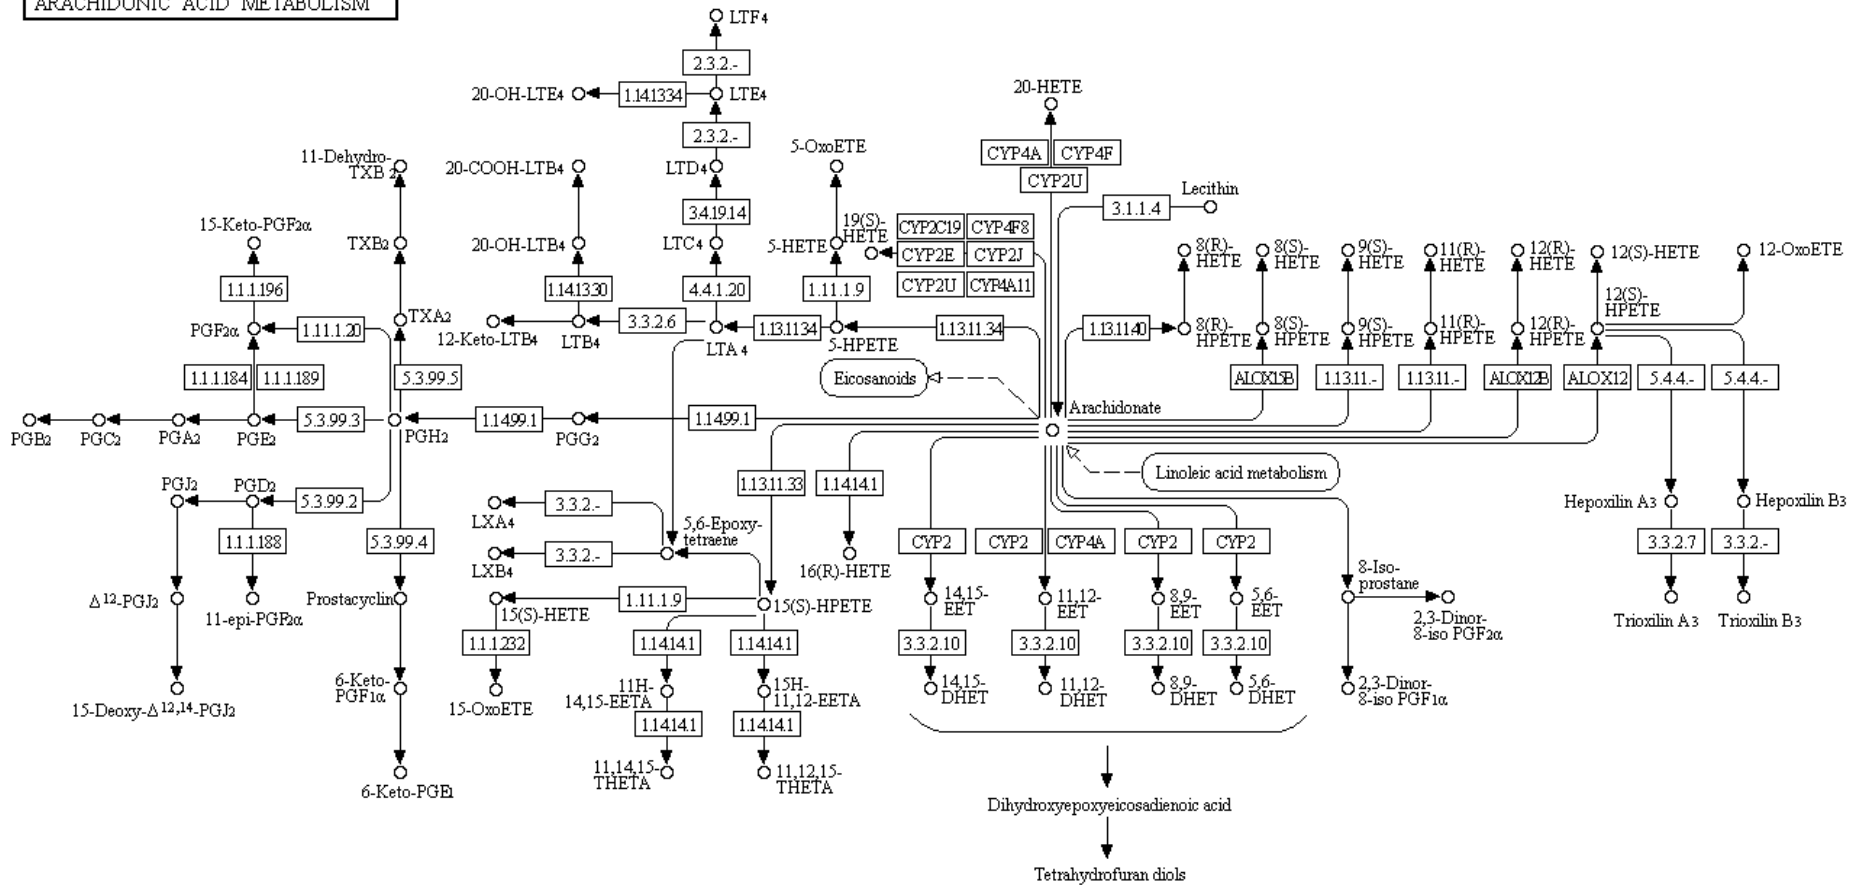 ARACHIDONIC ACID METABOLISM
LTF4
2.3.2.-
20-OH-LTE4
1.14.1334
LTE4
20-HETE
2.3.2.-
CYP4A
CYP4F
CYP2U
11-Dehydro-
TXB 2
20-COOH-LTB4
LTD4
5-OxoETE
Lecithin
3.1.1.4
3.4.19.14
15-Keto-PGF2α
TXB2
20-OH-LTB4
LTC4
5-HETE
19(S)-
HETE
CYP2C19
CYP4F8
CYP2E
CYP2J
CYP2U
CYP4A11
8(R)-
HETE
8(S)-
HETE
9(S)-
HETE
11(R)-
HETE
12(R)-
HETE
12(S)-HETE
12-OxoETE
1.1.1.196
1.14.1330
4.4.1.20
1.11.1.9
PGF2α
1.11.1.20
TXA2
12-Keto-LTB4
LTB4
3.3.2.6
LTA4
1.13.1134
5-HPETE
1.13.11.34
1.13.1140
8(R)-
HPETE
8(S)-
HPETE
9(S)-
HPETE
11(R)-
HPETE
12(R)-
HPETE
12(S)-
HPETE
1.1.1.184
1.1.1.189
5.3.99.5
Eicosanoids
ALOX15B
1.13.11.-
1.13.11.-
ALOX12B
ALOX12
5.4.4.-
5.4.4.-
PGB2
PGC2
PGA2
PGE2
5.3.99.3
PGH2
1.1499.1
PGG2
1.1499.1
Arachidonate
Linoleic acid metabolism
PGJ2
PGD2
5.3.99.2
1.13.11.33
1.14.14.1
LXA4
3.3.2.-
Hepoxilin A3
Hepoxilin B3
1.1.1.188
5.3.99.4
5,6-Epoxy-
tetraene
CYP2
CYP2
CYP4A
CYP2
CYP2
3.3.2.7
3.3.2.-
LXB4
3.3.2.-
16(R)-HETE
8-Iso-
prostane
Δ12-PGJ2
11-epi-PGF2α
Prostacyclin
15(S)-HETE
1.11.1.9
15(S)-HPETE
14,15-
EET
11,12-
EET
8,9-
EET
5,6-
EET
2,3-Dinor-
8-iso PGF2α
Trioxilin A3
Trioxilin B3
1.1.1.232
1.14.14.1
1.14.14.1
3.3.2.10
3.3.2.10
3.3.2.10
3.3.2.10
15-Deoxy-Δ12,14-PGJ2
6-Keto-
PGF1α
15-OxoETE
11H-
14,15-EETA
15H-
11,12-EETA
14,15-
DHET
11,12-
DHET
8,9-
DHET
5,6-
DHET
2,3-Dinor-
8-iso PGF1α
1.14.14.1
1.14.14.1
6-Keto-PGE1
11,14,15-
THETA
11,12,15-
THETA
Dihydroxyepoxyeicosadienoic acid
Tetrahydrofuran diols